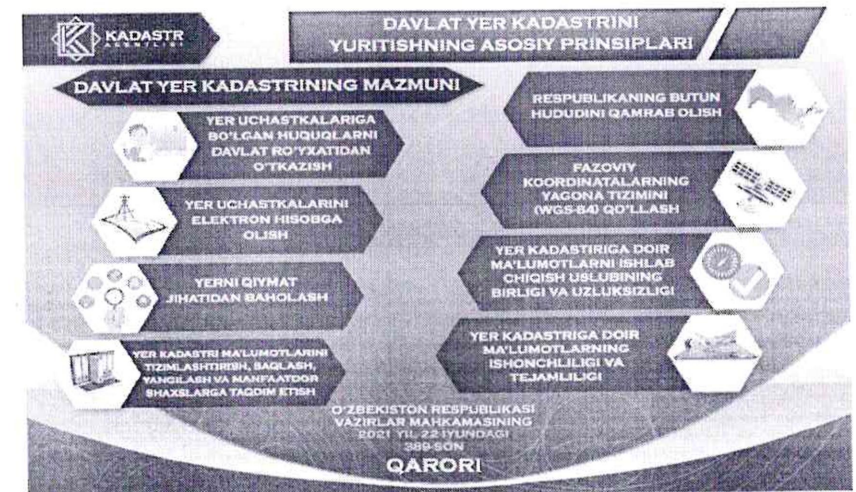 KADASTR
AGENTLIGI
DAVLAT YER KADASTRINI
YURITISHNING ASOSIY PRINSIPLARI
DAVLAT YER KADASTRINING MAZMUNI
YER UCHASTKALARIGA
BO'LGAN HUQUQLARNI
DAVLAT RO'YXATIDAN
O'TKAZISH
YER UCHASTKALARINI
ELEKTRON HISOBGA
OLISH
YERNI QIYMAT
JIHATIDAN BAHOLASH
YER KADASTRI MA'LUMOTLARINI
TIZIMLASHTIRISH, SAQLASH,
YANGILASH VA MANFAATDOR
SHAXSLARGA TAQDIM ETISH
RESPUBLIKANING BUTUN
HUDUDINI QAMRAB OLISH
FAZOVIY
KOORDINATALARNING
YAGONA TIZIMINI
(WGS-84) QO'LLASH
YER KADASTIRIGA DOIR
MA'LUMOTLARNI ISHLAB
CHIQISH USLUBINING
BIRLIGI VA UZLUKSIZLIGI
YER KADASTRIGA DOIR
MA'LUMOTLARNING
ISHONCHLILIGI VA
TEJAMLILIGI
O'ZBEKISTON RESPUBLIKASI
VAZIRLAR MAHKAMASINING
2021 YIL 22 IYUNDAGI
389-SON
QARORI